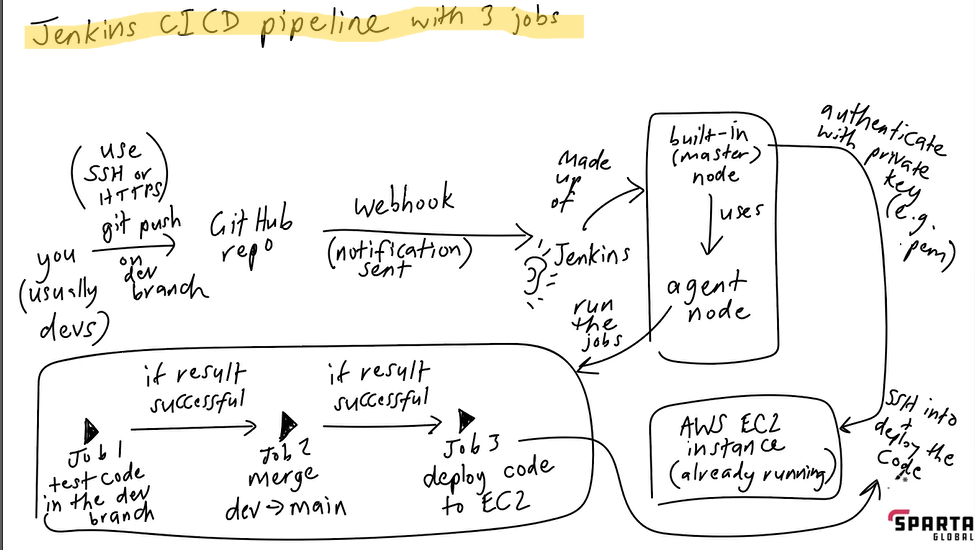 Jenkins CICD pipeline with 3 jobs
(use
SSH or
HTTPS)
git push
on
dev
branch
you
(usually
devs)
GitHub
repo
webhook
(notification)
sent
Jenkins
made
up
of
built-in
(master)
node
uses
agent
node
authenticate
with private
key
(e.g.
.pem)
run
the
jobs
if result
successful
if result
successful
Job 1
test code
in the dev
branch
Job 2
merge
dev → main
Job 3
deploy code
to EC2
AWS EC2
instance
(already running)
SSH into
+
deploy the
code
SPARTA
GLOBAL